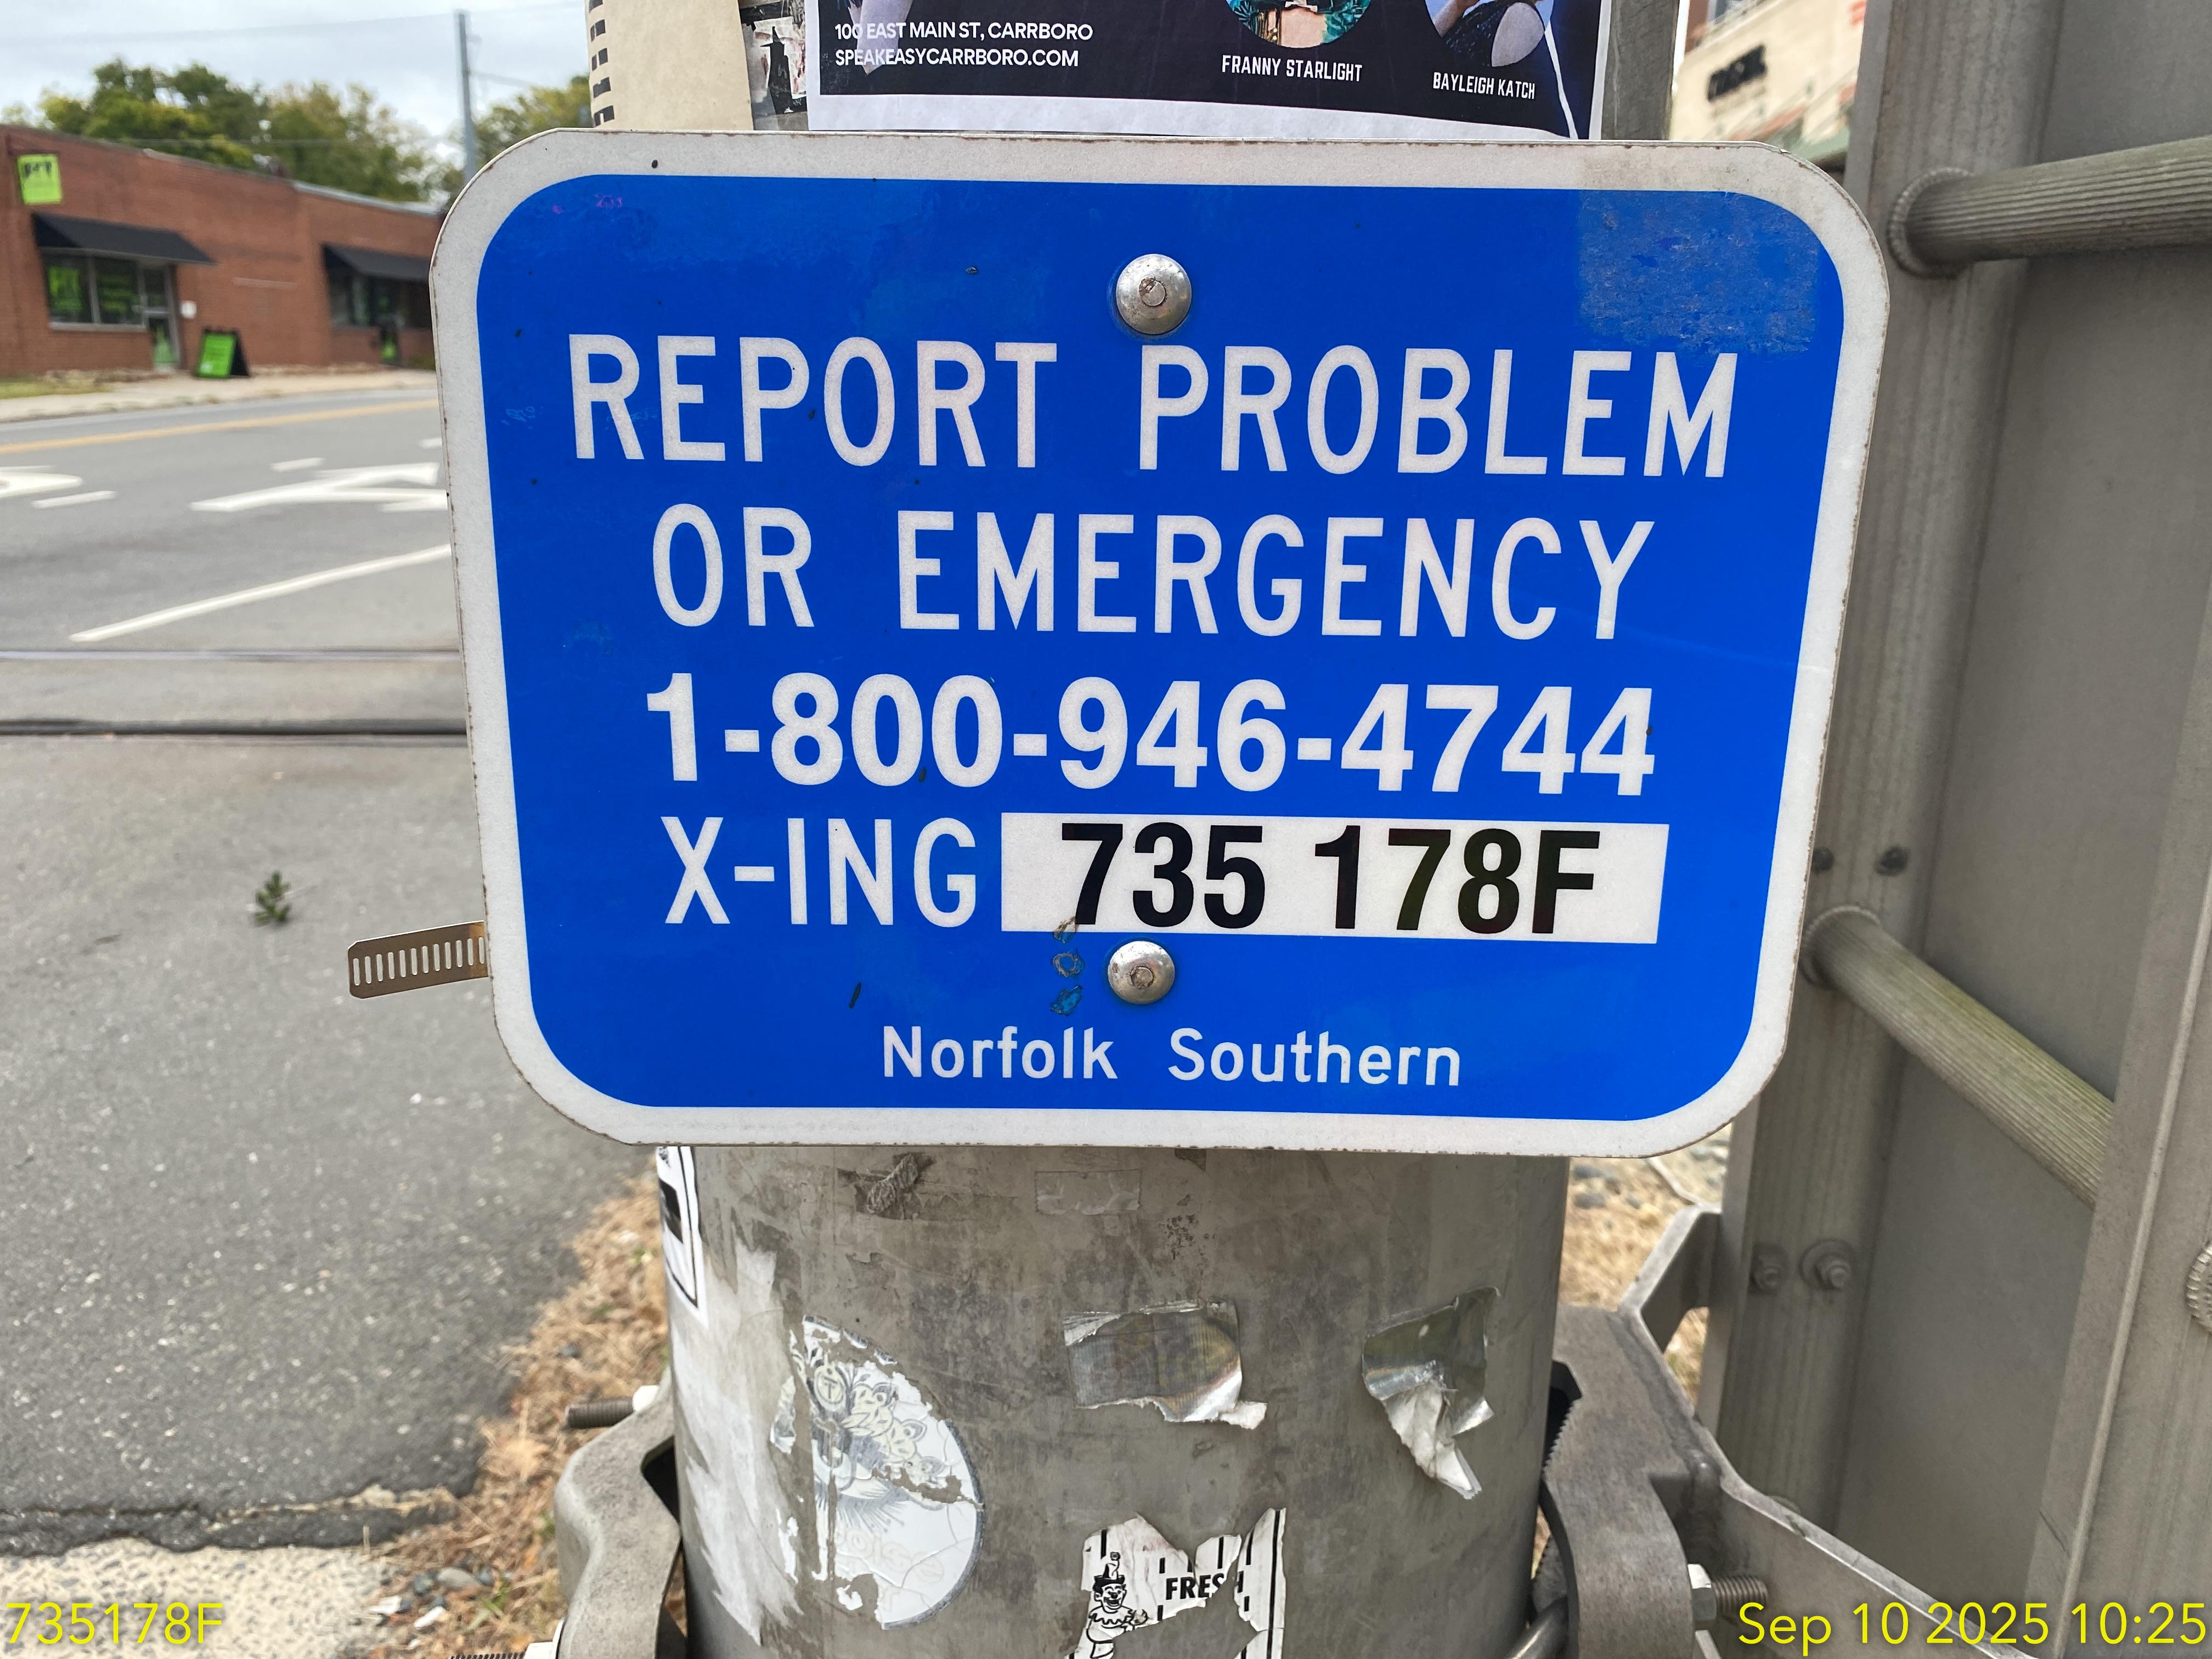 100 EAST MAIN ST, CARRBORO
SPEAKEASYCARRBORO.COM
FRANNY STARLIGHT
BAYLEIGH KATCH
REPORT PROBLEM
OR EMERGENCY
1-800-946-4744
X-ING 735 178F
Norfolk Southern
FRESH
735178F
Sep 10 2025 10:25